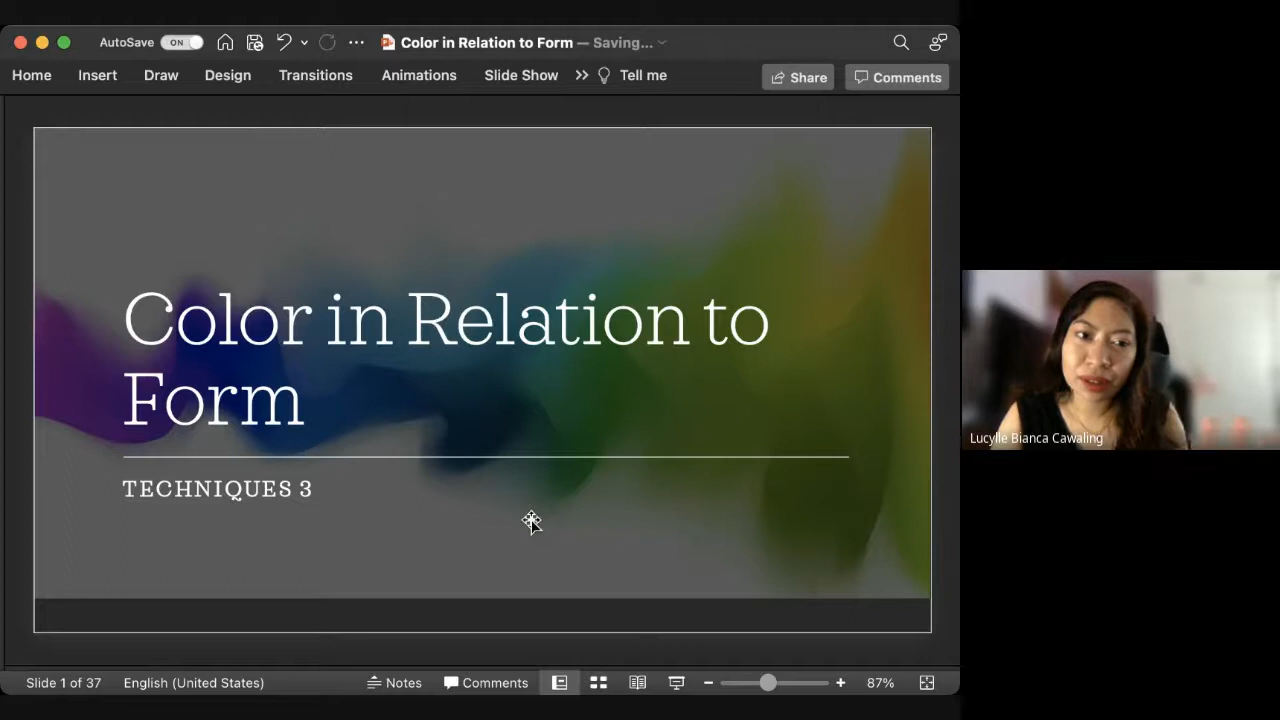 AutoSave ON Color in Relation to Form — Saving...
Home Insert Draw Design Transitions Animations Slide Show Tell me Share Comments
Color in Relation to
Form
TECHNIQUES 3
Lucylle Bianca Cawaling
Slide 1 of 37 English (United States) Notes Comments 87%